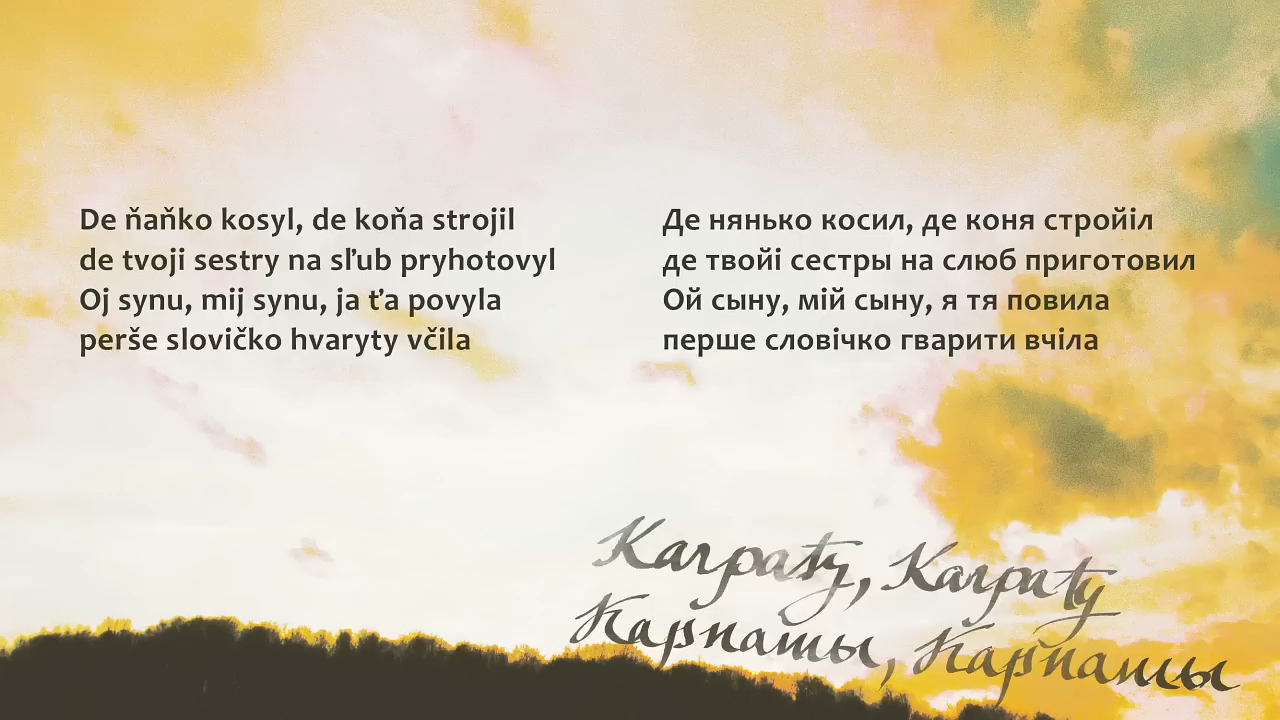 De ňaňko kosyl, de koňa strojil
de tvoji sestry na sľub pryhotovyl
Oj synu, mij synu, ja ťa povyla
perše slovičko hvaryty včila
Де нянько косил, де коня стройіл
де твойі сестры на слюб приготовил
Ой сыну, мій сыну, я тя повила
перше словічко гварити вчіла
Karpaty, Karpaty
Карпаты, Карпаты